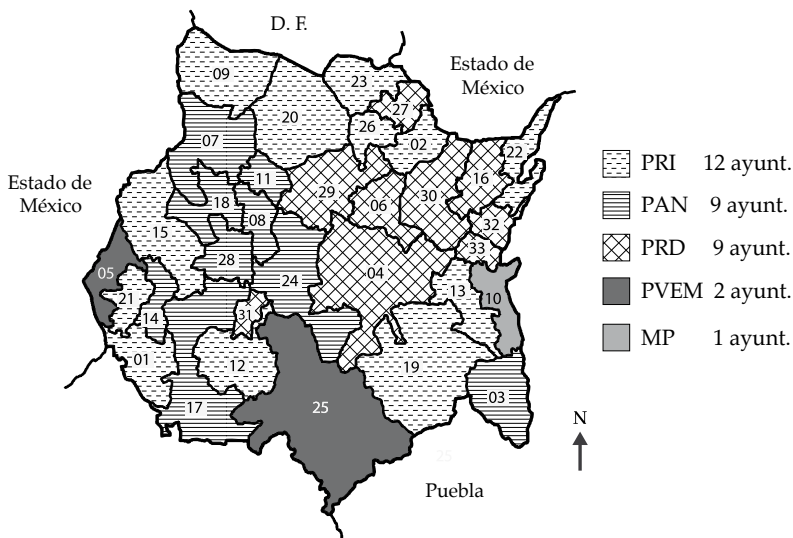 D. F.
Estado de
México
Estado de
México
09
23
27
20
26
02
07
22
16
11
29
30
18
06
08
15
32
33
28
05
04
24
10
21
13
14
31
01
12
19
03
17
25
25
N
Puebla
PRI 12 ayunt.
PAN 9 ayunt.
PRD 9 ayunt.
PVEM 2 ayunt.
MP 1 ayunt.